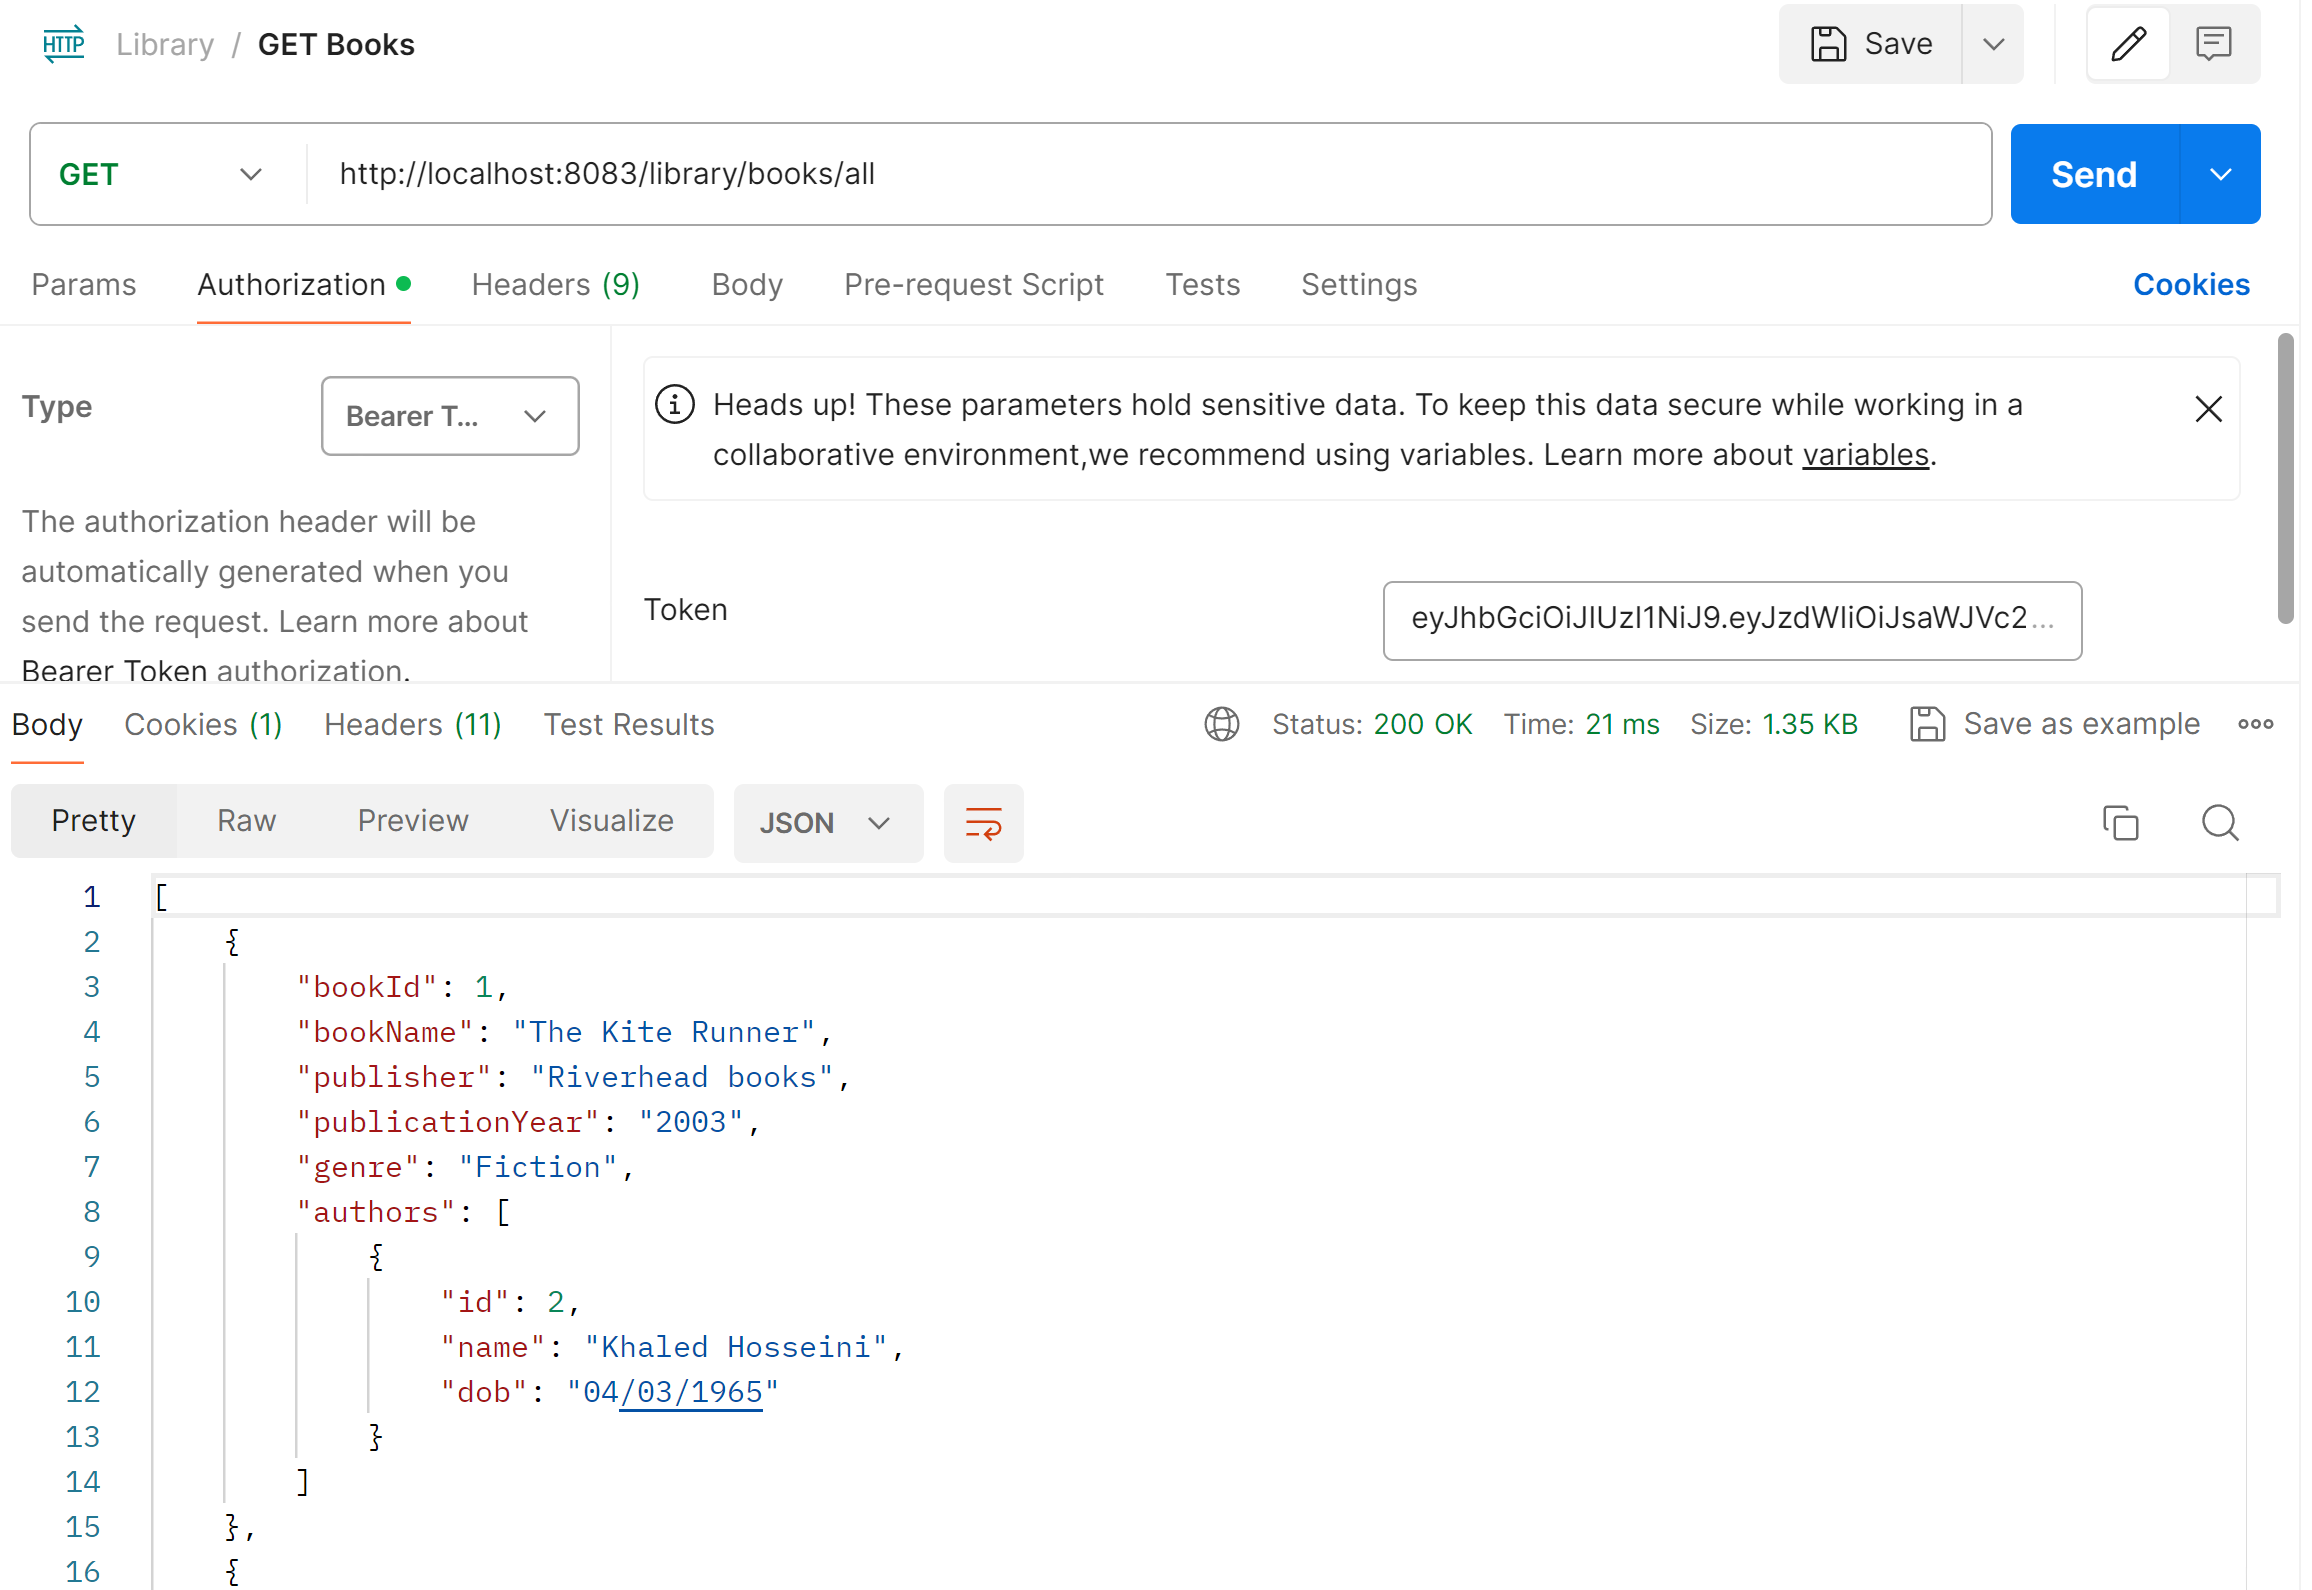 HTTP Library / GET Books Save
GET http://localhost:8083/library/books/all Send
Params Authorization Headers (9) Body Pre-request Script Tests Settings Cookies
Type Bearer T...
The authorization header will be
automatically generated when you
send the request. Learn more about
Bearer Token authorization.
Heads up! These parameters hold sensitive data. To keep this data secure while working in a
collaborative environment,we recommend using variables. Learn more about variables.
Token eyJhbGciOiJIUzI1NiJ9.eyJzdWIiOiJsaWJVc2...
Body Cookies (1) Headers (11) Test Results Status: 200 OK Time: 21 ms Size: 1.35 KB Save as example
Pretty Raw Preview Visualize JSON
1 [
2 {
3 "bookId": 1,
4 "bookName": "The Kite Runner",
5 "publisher": "Riverhead books",
6 "publicationYear": "2003",
7 "genre": "Fiction",
8 "authors": [
9 {
10 "id": 2,
11 "name": "Khaled Hosseini",
12 "dob": "04/03/1965"
13 }
14 ]
15 },
16 {